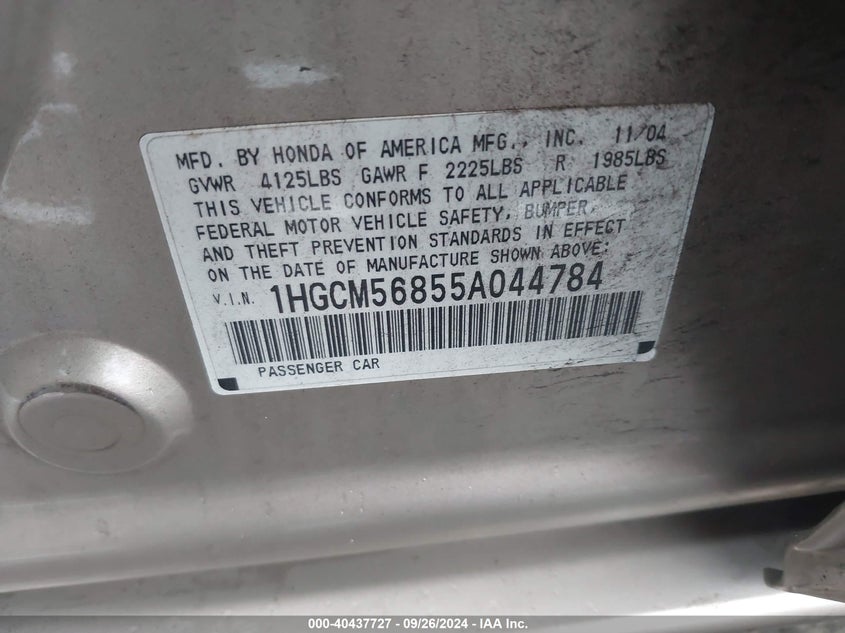 MFD. BY HONDA OF AMERICA MFG., INC. 11/04
GVWR 4125LBS GAWR F 2225LBS R 1985LBS
THIS VEHICLE CONFORMS TO ALL APPLICABLE
FEDERAL MOTOR VEHICLE SAFETY, BUMPER,
AND THEFT PREVENTION STANDARDS IN EFFECT
ON THE DATE OF MANUFACTURE SHOWN ABOVE:
V.I.N. 1HGCM56855A044784
PASSENGER CAR
000-40437727 - 09/26/2024 - IAA Inc.